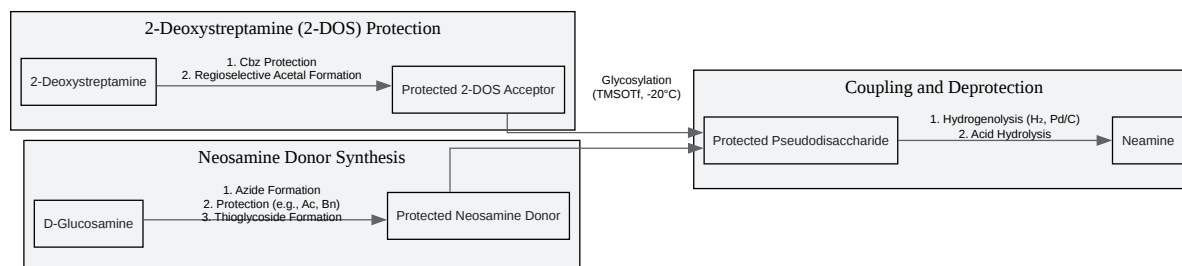 2-Deoxystreptamine (2-DOS) Protection
2-Deoxystreptamine
1. Cbz Protection
2. Regioselective Acetal Formation
Protected 2-DOS Acceptor
Neosamine Donor Synthesis
D-Glucosamine
1. Azide Formation
2. Protection (e.g., Ac, Bn)
3. Thioglycoside Formation
Protected Neosamine Donor
Glycosylation
(TMSOTf, -20°C)
Coupling and Deprotection
Protected Pseudodisaccharide
1. Hydrogenolysis (H₂, Pd/C)
2. Acid Hydrolysis
Neamine